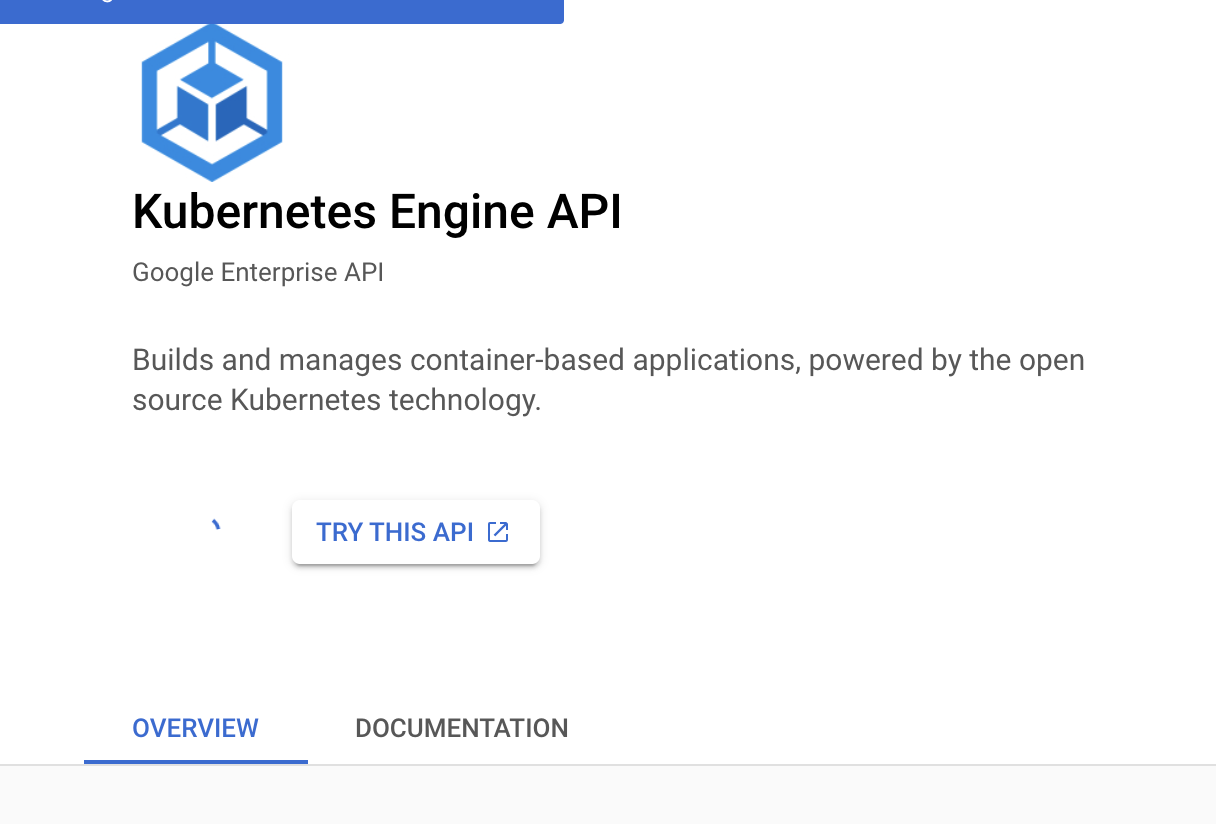 Kubernetes Engine API
Google Enterprise API
Builds and manages container-based applications, powered by the open
source Kubernetes technology.
TRY THIS API
OVERVIEW
DOCUMENTATION